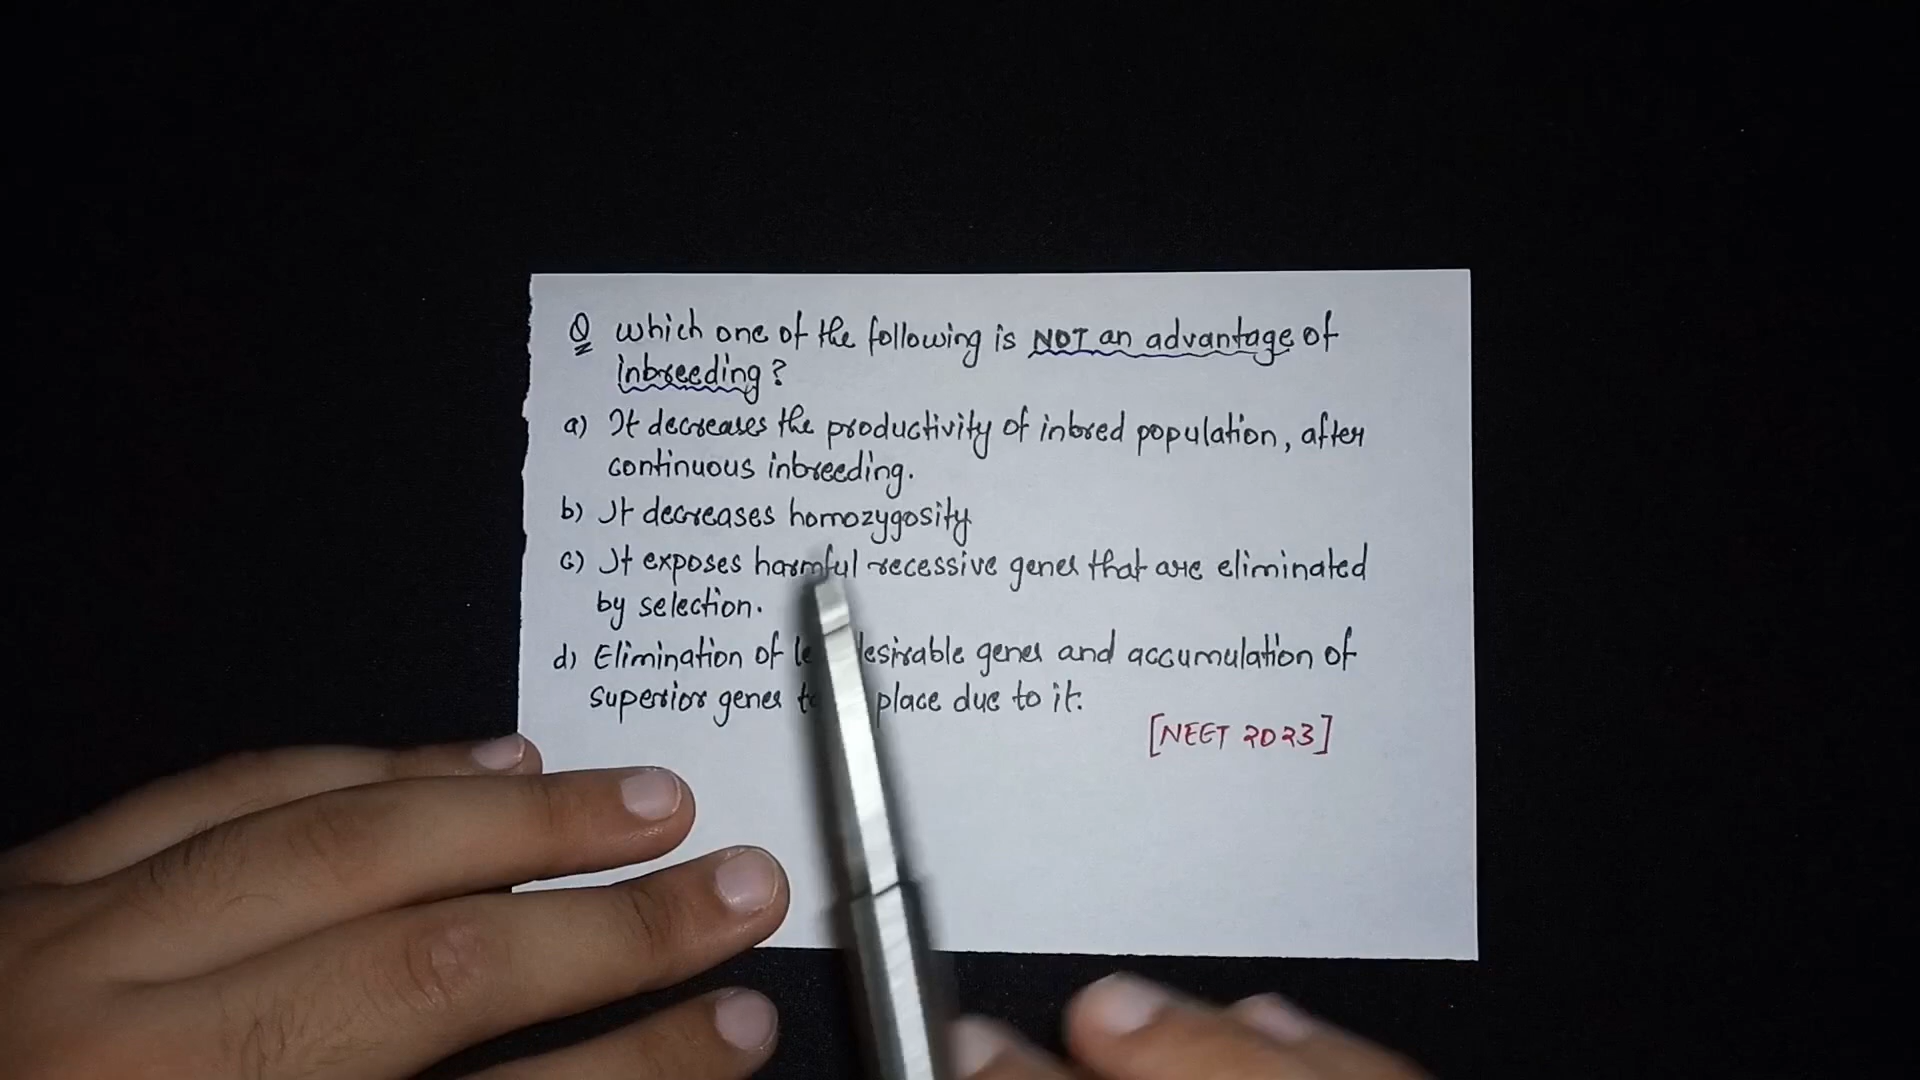 Q which one of the following is NOT an advantage of
inbreeding?
a) It decreases the productivity of inbred population, after
continuous inbreeding.
b) It decreases homozygosity
c) It exposes harmful recessive genes that are eliminated
by selection.
d) Elimination of desirable genes and accumulation of
superior genes place due to it.
[NEET 2023]